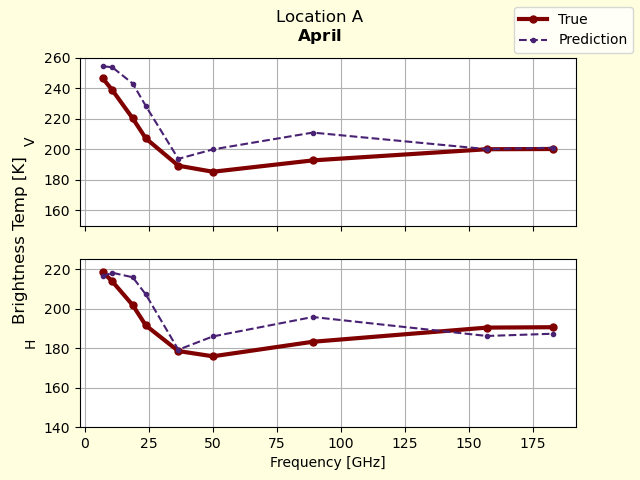 Location A
April
True
Prediction
260
240
220
200
180
160
V
Brightness Temp [K]
220
200
180
160
140
H
0 25 50 75 100 125 150 175
Frequency [GHz]